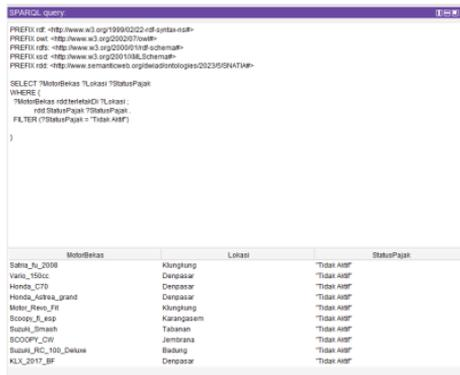 SPARQL query:
PREFIX rdf: <http://www.w3.org/1999/02/22-rdf-syntax-ns#>
PREFIX owl: <http://www.w3.org/2002/07/owl#>
PREFIX rdfs: <http://www.w3.org/2000/01/rdf-schema#>
PREFIX xsd: <http://www.w3.org/2001/XMLSchema#>
PREFIX rdd: <http://www.semanticweb.org/dwiad/ontologies/2023/5/SNATIA#>
SELECT ?MotorBekas ?Lokasi ?StatusPajak
WHERE {
?MotorBekas rdd:terletakDi ?Lokasi ;
rdd:StatusPajak ?StatusPajak .
FILTER (?StatusPajak = "Tidak Aktif")
}
MotorBekas Lokasi StatusPajak
Satria_fu_2008 Klungkung "Tidak Aktif"
Vario_150cc Denpasar "Tidak Aktif"
Honda_C70 Denpasar "Tidak Aktif"
Honda_Astrea_grand Denpasar "Tidak Aktif"
Motor_Revo_Fit Klungkung "Tidak Aktif"
Scoopy_fi_esp Karangasem "Tidak Aktif"
Suzuki_Smash Tabanan "Tidak Aktif"
SCOOPY_CW Jembrana "Tidak Aktif"
Suzuki_RC_100_Deluxe Badung "Tidak Aktif"
KLX_2017_BF Denpasar "Tidak Aktif"